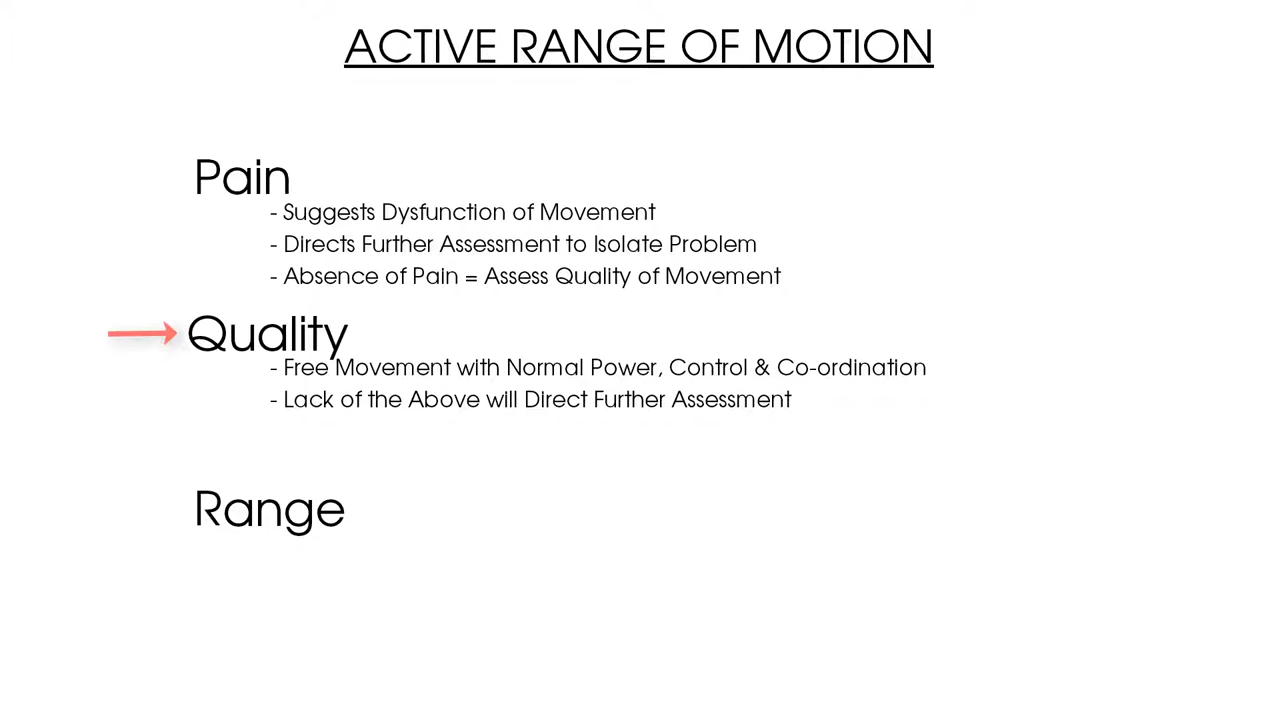 ACTIVE RANGE OF MOTION
Pain
- Suggests Dysfunction of Movement
- Directs Further Assessment to Isolate Problem
- Absence of Pain = Assess Quality of Movement
Quality
- Free Movement with Normal Power, Control & Co-ordination
- Lack of the Above will Direct Further Assessment
Range